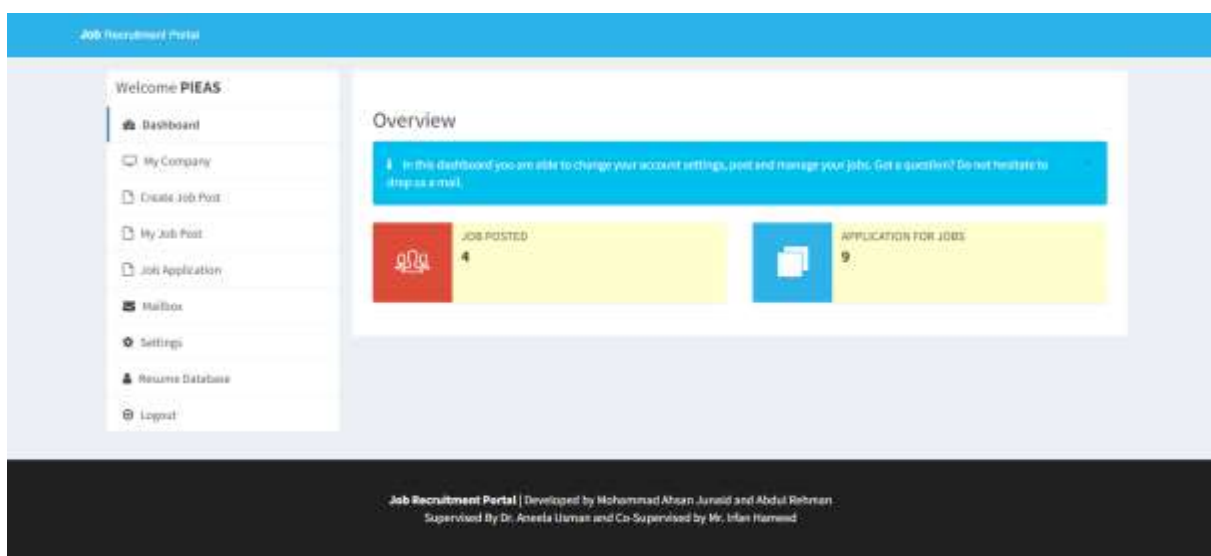 Job Recruitment Portal
Welcome PIEAS
Dashboard
My Company
Create Job Post
My Job Post
Job Application
Mailbox
Settings
Resume Database
Logout
Overview
In this dashboard you are able to change your account settings, post and manage your jobs. Got a question? Do not hesitate to
drop us a mail.
JOB POSTED
4
APPLICATION FOR JOBS
9
Job Recruitment Portal | Developed by Mohammad Ahsan Junaid and Abdul Rehman
Supervised By Dr. Aneela Usman and Co-Supervised by Mr. Irfan Hameed